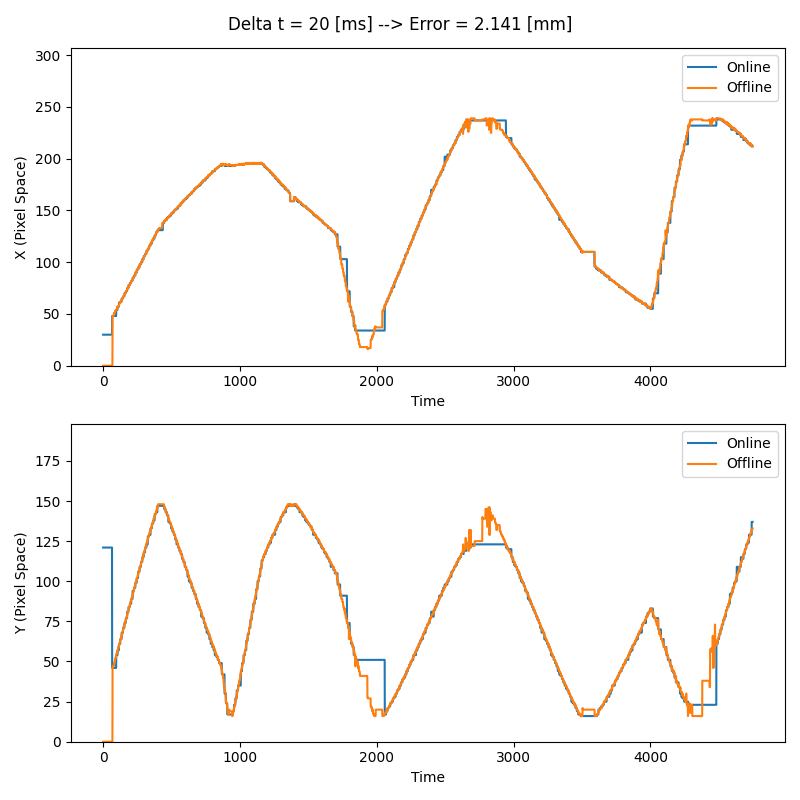 Delta t = 20 [ms] --> Error = 2.141 [mm]
300
250
200
150
100
50
0
X (Pixel Space)
Online
Offline
0 1000 2000 3000 4000
Time
175
150
125
100
75
50
25
0
Y (Pixel Space)
Online
Offline
0 1000 2000 3000 4000
Time